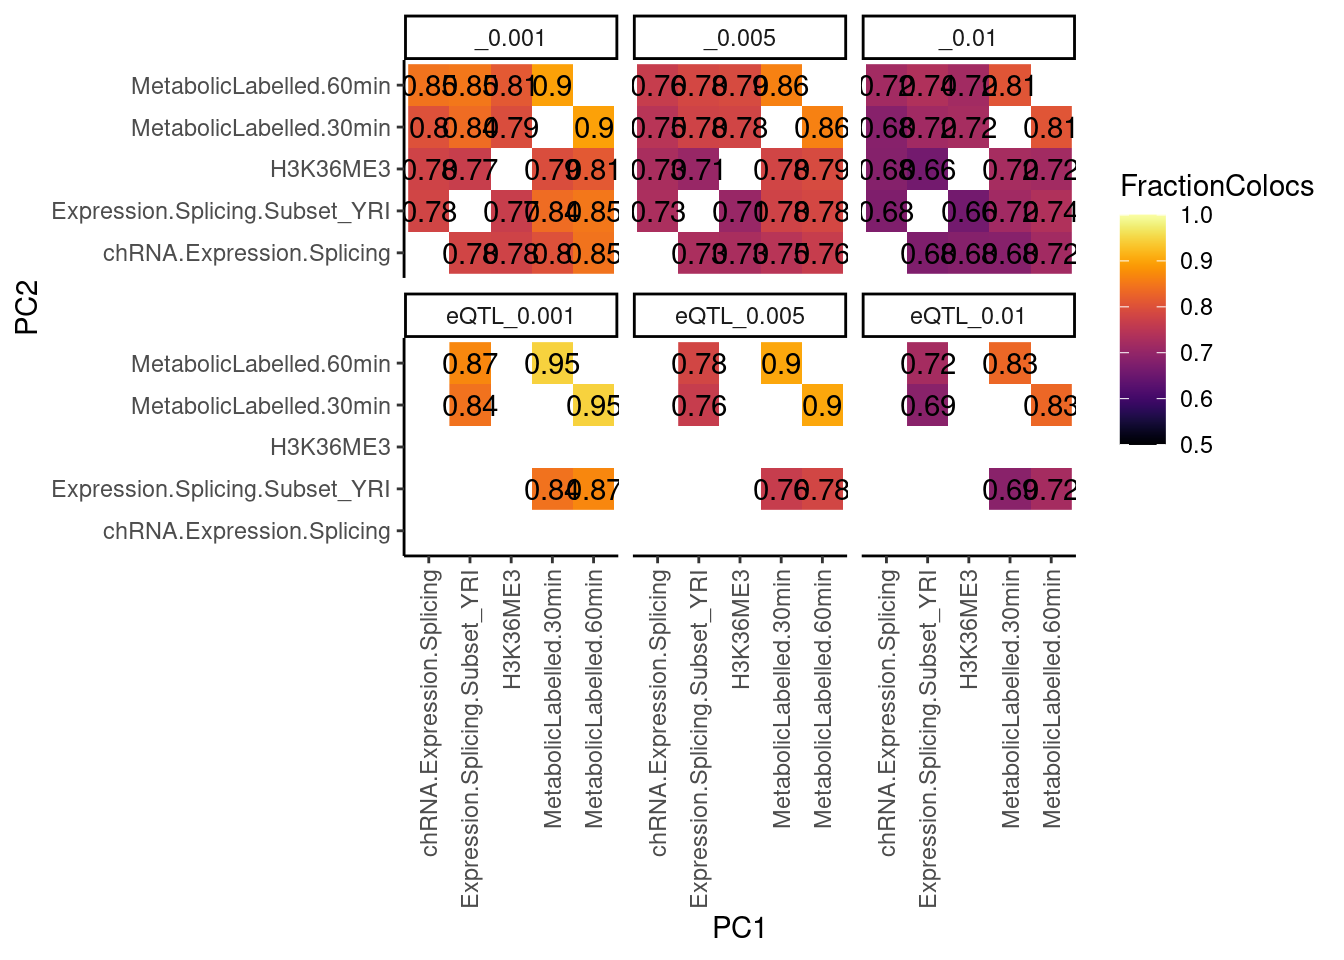 _0.001 _0.005 _0.01
MetabolicLabelled.60min 0.85 0.85 0.81 0.9 0.76 0.78 0.79 0.86 0.72 0.74 0.72 0.81
MetabolicLabelled.30min 0.8 0.84 0.79 0.9 0.75 0.78 0.78 0.86 0.68 0.72 0.72 0.81
H3K36ME3 0.78 0.77 0.79 0.81 0.73 0.71 0.78 0.79 0.68 0.66 0.72 0.72
Expression.Splicing.Subset_YRI 0.78 0.77 0.84 0.85 0.73 0.71 0.78 0.78 0.68 0.66 0.72 0.74
chRNA.Expression.Splicing 0.78 0.78 0.8 0.85 0.73 0.73 0.75 0.76 0.68 0.68 0.68 0.72
eQTL_0.001 eQTL_0.005 eQTL_0.01
MetabolicLabelled.60min 0.87 0.95 0.78 0.9 0.72 0.83
MetabolicLabelled.30min 0.84 0.95 0.76 0.9 0.69 0.83
H3K36ME3
Expression.Splicing.Subset_YRI 0.84 0.87 0.76 0.78 0.69 0.72
chRNA.Expression.Splicing
PC2
chRNA.Expression.Splicing
Expression.Splicing.Subset_YRI
H3K36ME3
MetabolicLabelled.30min
MetabolicLabelled.60min
chRNA.Expression.Splicing
Expression.Splicing.Subset_YRI
H3K36ME3
MetabolicLabelled.30min
MetabolicLabelled.60min
chRNA.Expression.Splicing
Expression.Splicing.Subset_YRI
H3K36ME3
MetabolicLabelled.30min
MetabolicLabelled.60min
PC1
FractionColocs
1.0
0.9
0.8
0.7
0.6
0.5